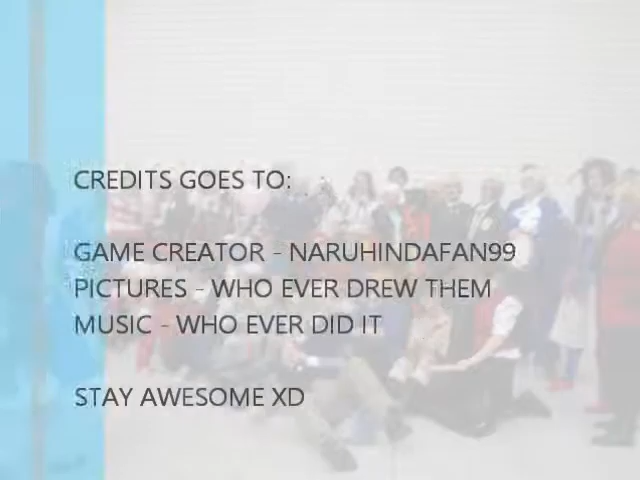 CREDITS GOES TO:
GAME CREATOR - NARUHINDAFAN99
PICTURES - WHO EVER DREW THEM
MUSIC - WHO EVER DID IT
STAY AWESOME XD